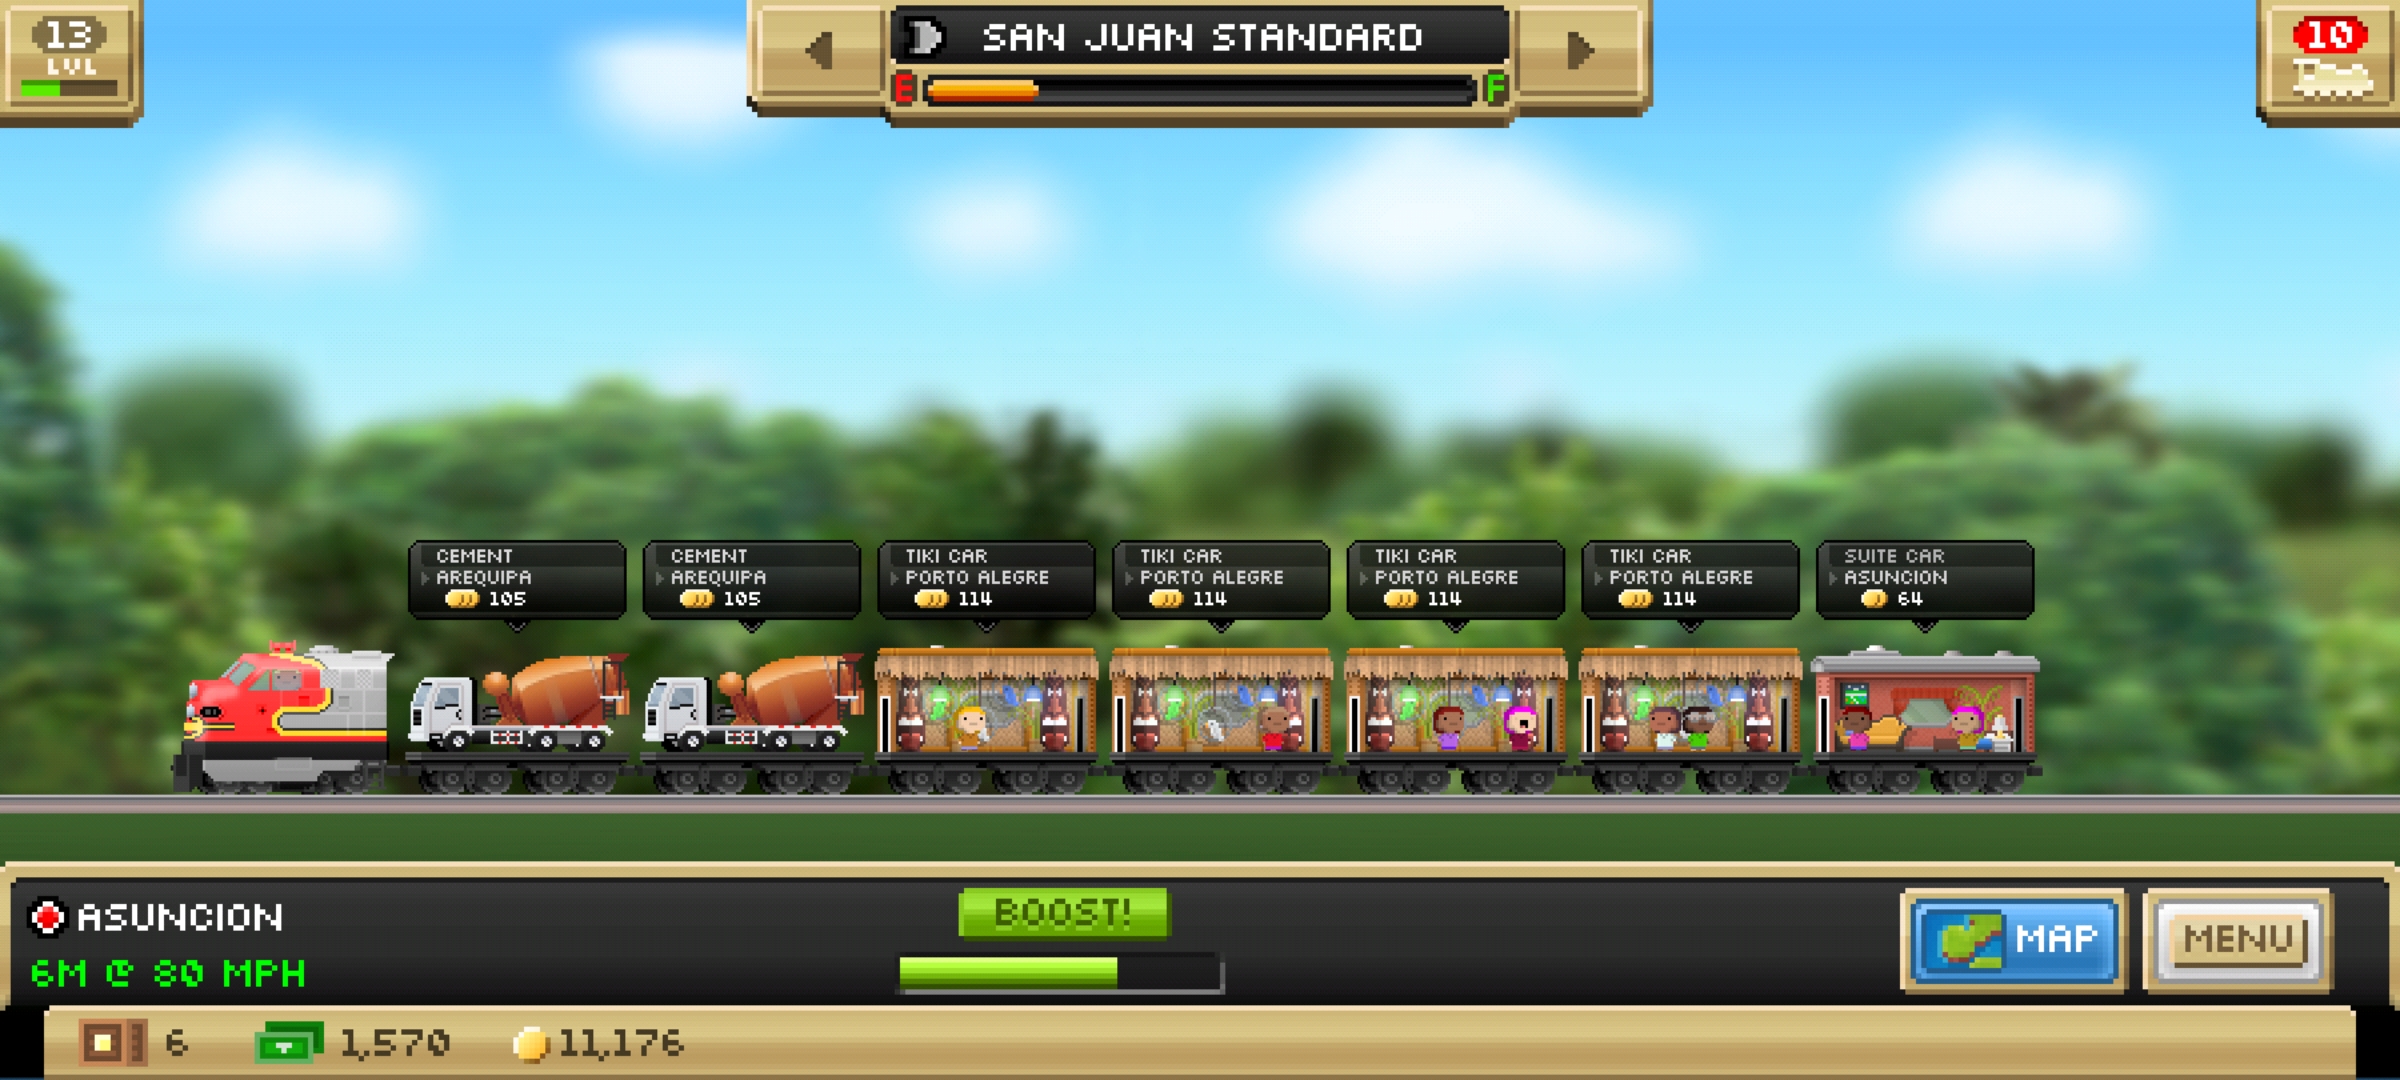 13
LVL
SAN JUAN STANDARD
E F
10
CEMENT
AREQUIPA
105
CEMENT
AREQUIPA
105
TIKI CAR
PORTO ALEGRE
114
TIKI CAR
PORTO ALEGRE
114
TIKI CAR
PORTO ALEGRE
114
TIKI CAR
PORTO ALEGRE
114
SUITE CAR
ASUNCION
64
ASUNCION
6M @ 80 MPH
BOOST!
MAP
MENU
6
1,570
11,176